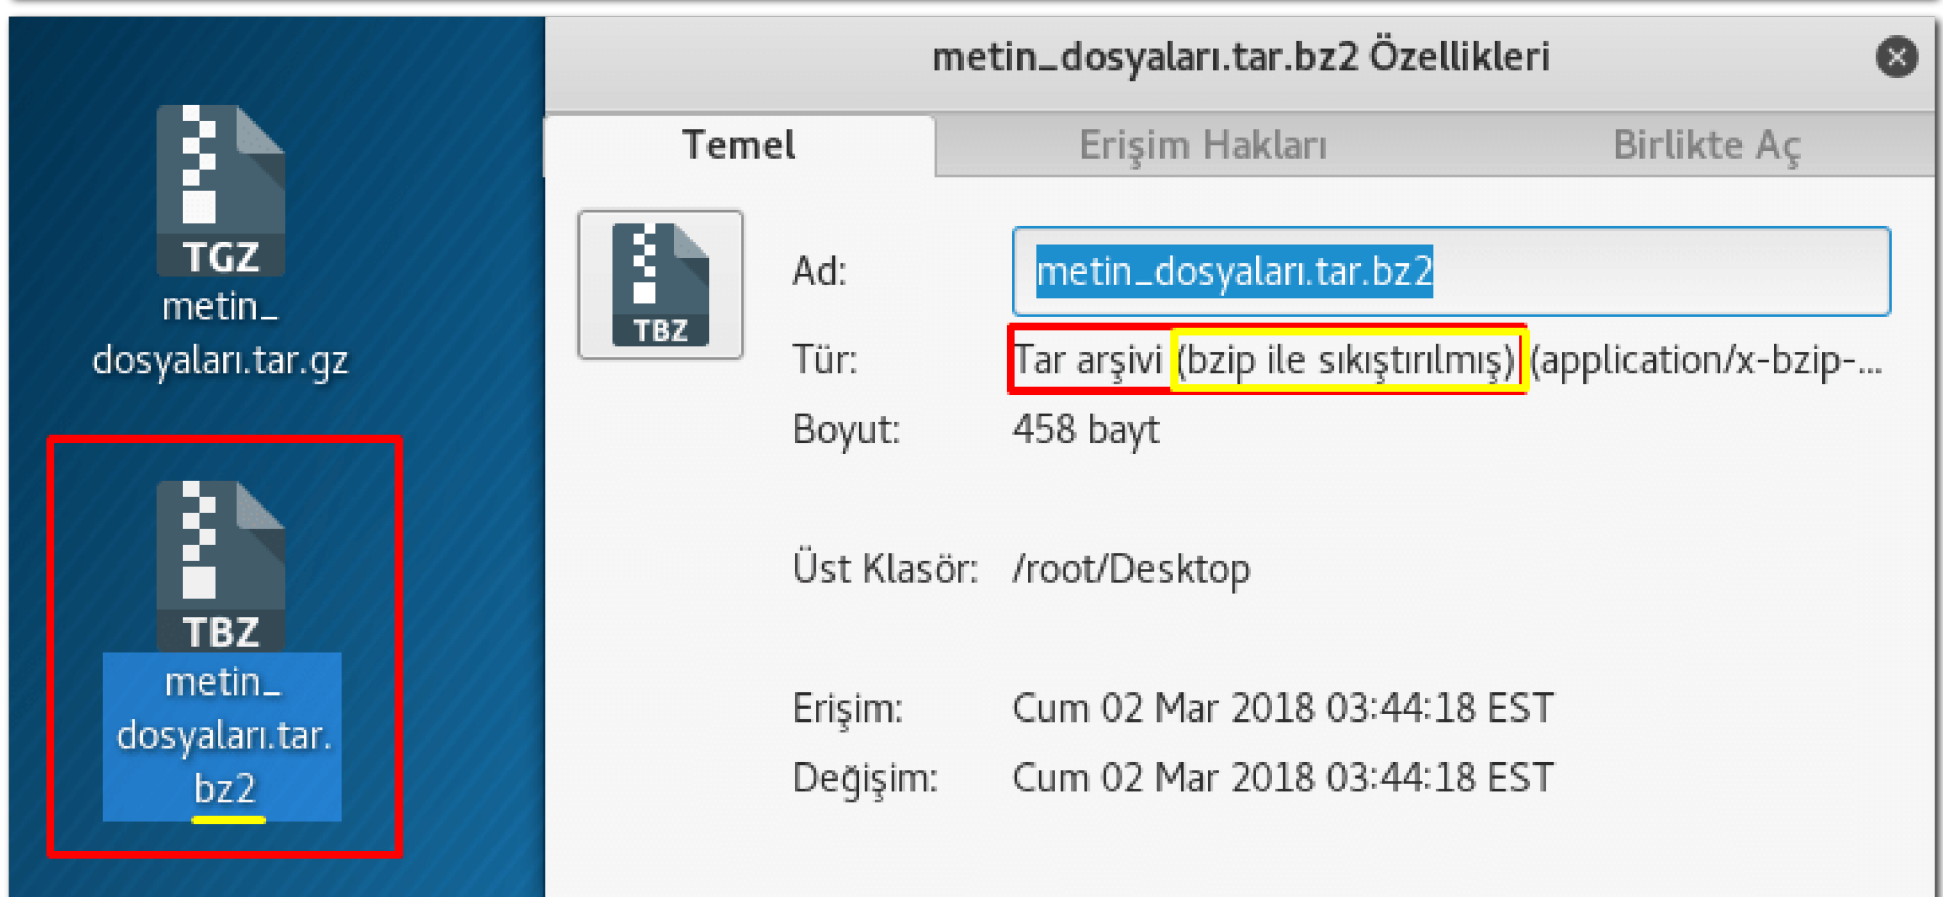 TGZ
metin_
dosyaları.tar.gz
TBZ
metin_
dosyaları.tar.
bz2
metin_dosyaları.tar.bz2 Özellikleri
Temel
Erişim Hakları
Birlikte Aç
TBZ
Ad:
metin_dosyaları.tar.bz2
Tür:
Tar arşivi (bzip ile sıkıştırılmış) (application/x-bzip-...
Boyut:
458 bayt
Üst Klasör:
/root/Desktop
Erişim:
Cum 02 Mar 2018 03:44:18 EST
Değişim:
Cum 02 Mar 2018 03:44:18 EST